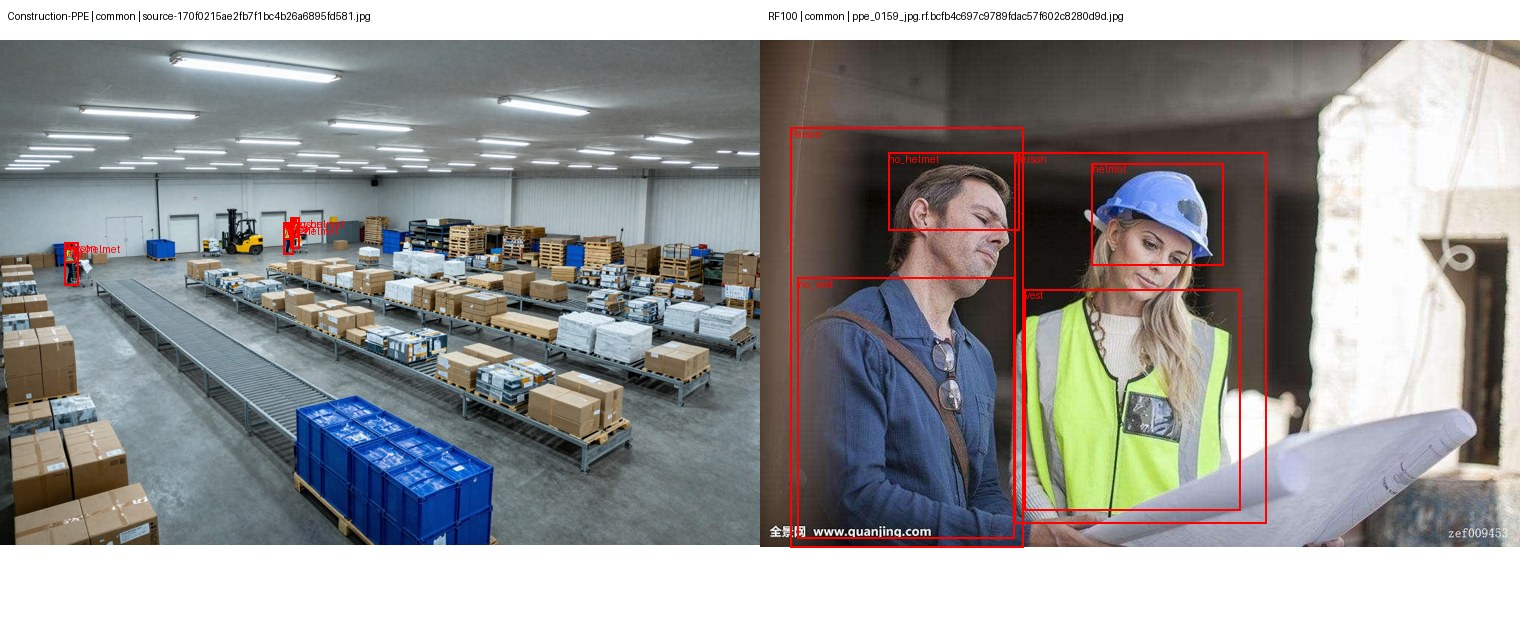 Construction-PPE | common | source-170f0215ae2fb7f1bc4b26a6895fd581.jpg
RF100 | common | ppe_0159_jpg.rf.bcfb4c697c9789fdac57f602c8280d9d.jpg
person
no_helmet
person
helmet
vest
全景网 www.quanjing.com
zef009453